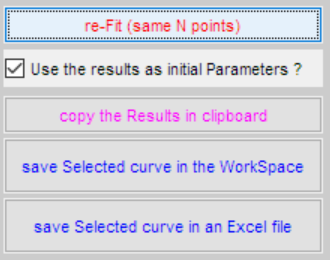 re-Fit (same N points)
Use the results as initial Parameters ?
copy the Results in clipboard
save Selected curve in the WorkSpace
save Selected curve in an Excel file